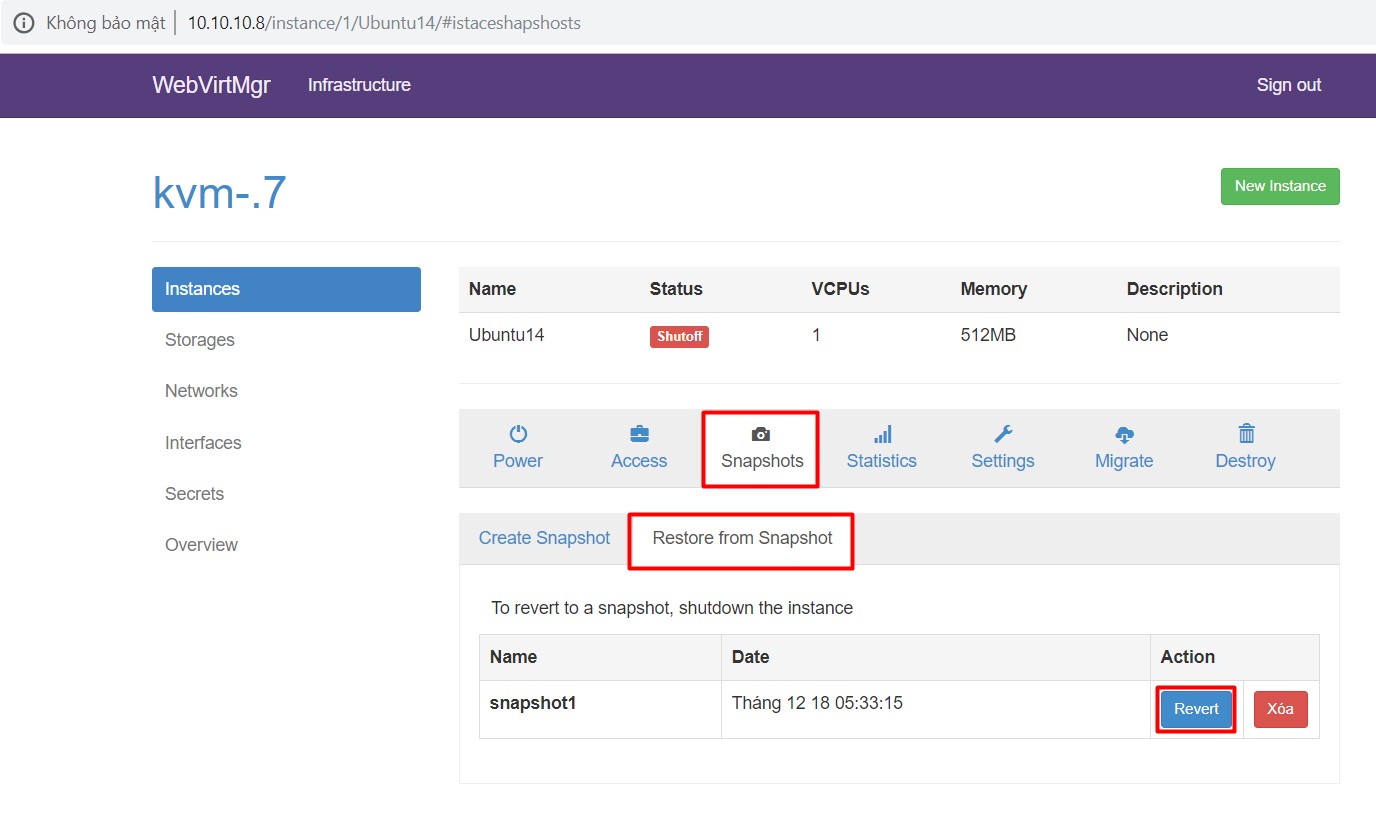 Không bảo mật 10.10.10.8/instance/1/Ubuntu14/#istaceshapshosts
WebVirtMgr Infrastructure Sign out
kvm-.7 New Instance
Instances
Storages
Networks
Interfaces
Secrets
Overview
Name Status VCPUs Memory Description
Ubuntu14 Shutoff 1 512MB None
Power Access Snapshots Statistics Settings Migrate Destroy
Create Snapshot Restore from Snapshot
To revert to a snapshot, shutdown the instance
Name Date Action
snapshot1 Tháng 12 18 05:33:15 Revert Xóa